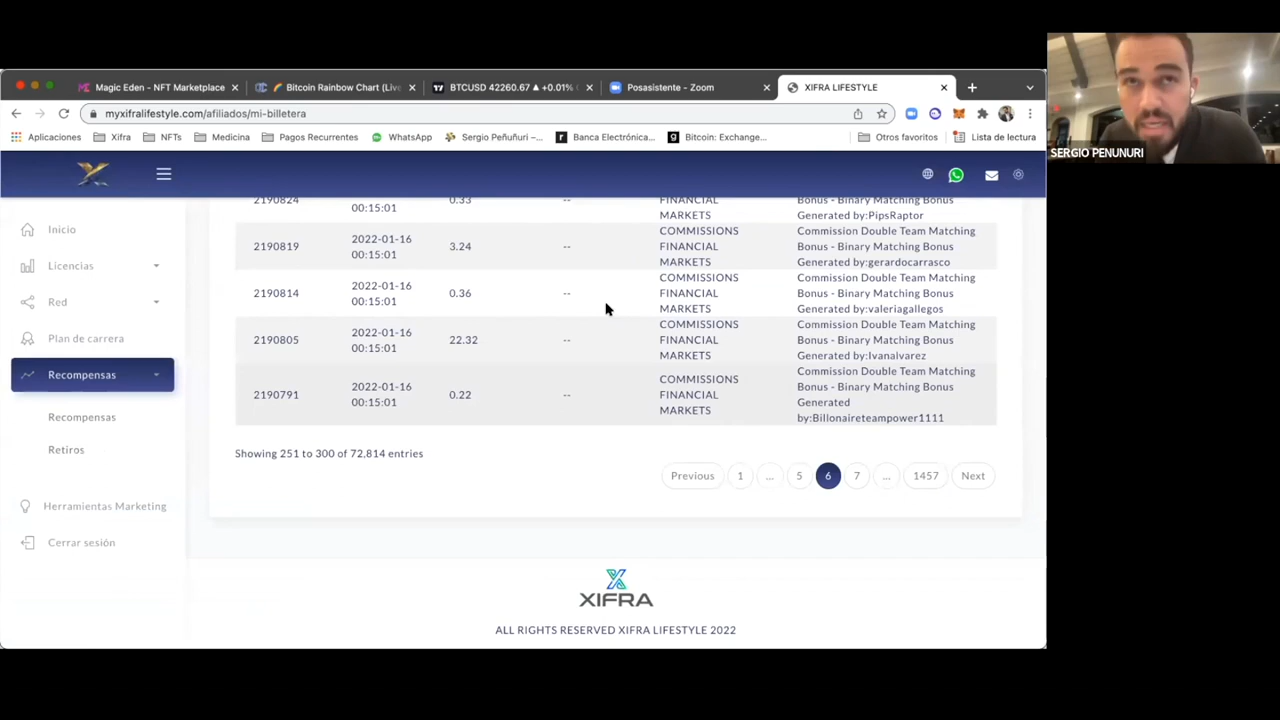 Magic Eden - NFT Marketplace
Bitcoin Rainbow Chart (Live
BTCUSD 42260.67 ▲ +0.01%
Posasistente - Zoom
XIFRA LIFESTYLE
myxifralifestyle.com/afiliados/mi-billetera
Aplicaciones
Xifra
NFTs
Medicina
Pagos Recurrentes
WhatsApp
Sergio Peñuñuri –...
Banca Electrónica...
Bitcoin: Exchange...
Otros favoritos
Lista de lectura
SERGIO PENUNURI
Inicio
Licencias
Red
Plan de carrera
Recompensas
Recompensas
Retiros
Herramientas Marketing
Cerrar sesión
2190824
00:15:01
0.33
--
FINANCIAL
MARKETS
Bonus - Binary Matching Bonus
Generated by:PipsRaptor
2190819
2022-01-16
00:15:01
3.24
--
COMMISSIONS
FINANCIAL
MARKETS
Commission Double Team Matching
Bonus - Binary Matching Bonus
Generated by:gerardocarrasco
2190814
2022-01-16
00:15:01
0.36
--
COMMISSIONS
FINANCIAL
MARKETS
Commission Double Team Matching
Bonus - Binary Matching Bonus
Generated by:valeriagallegos
2190805
2022-01-16
00:15:01
22.32
--
COMMISSIONS
FINANCIAL
MARKETS
Commission Double Team Matching
Bonus - Binary Matching Bonus
Generated by:Ivanalvarez
2190791
2022-01-16
00:15:01
0.22
--
COMMISSIONS
FINANCIAL
MARKETS
Commission Double Team Matching
Bonus - Binary Matching Bonus
Generated
by:Billonaireteampower1111
Showing 251 to 300 of 72,814 entries
Previous
1
...
5
6
7
...
1457
Next
XIFRA
ALL RIGHTS RESERVED XIFRA LIFESTYLE 2022